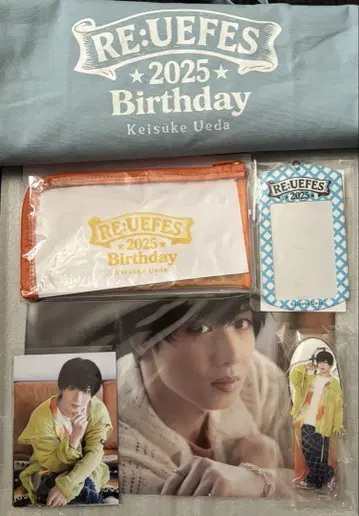 RE:UEFES
★2025★
Birthday
Keisuke Ueda
RE:UEFES
★2025★
Birthday
Keisuke Ueda
RE:UEFES
★2025★